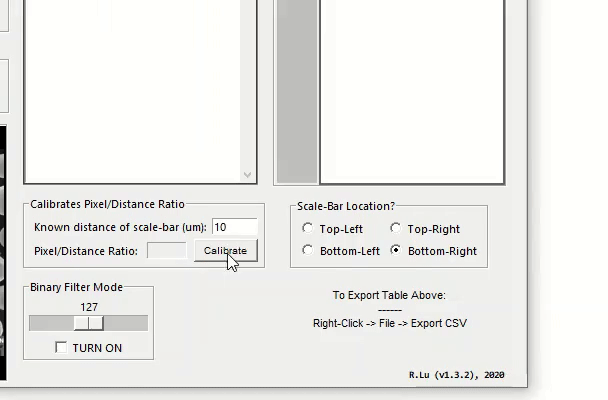 Calibrates Pixel/Distance Ratio
Known distance of scale-bar (um): 10
Pixel/Distance Ratio: Calibrate
Scale-Bar Location?
Top-Left Top-Right
Bottom-Left Bottom-Right
Binary Filter Mode
127
TURN ON
To Export Table Above:
------
Right-Click -> File -> Export CSV
R.Lu (v1.3.2), 2020